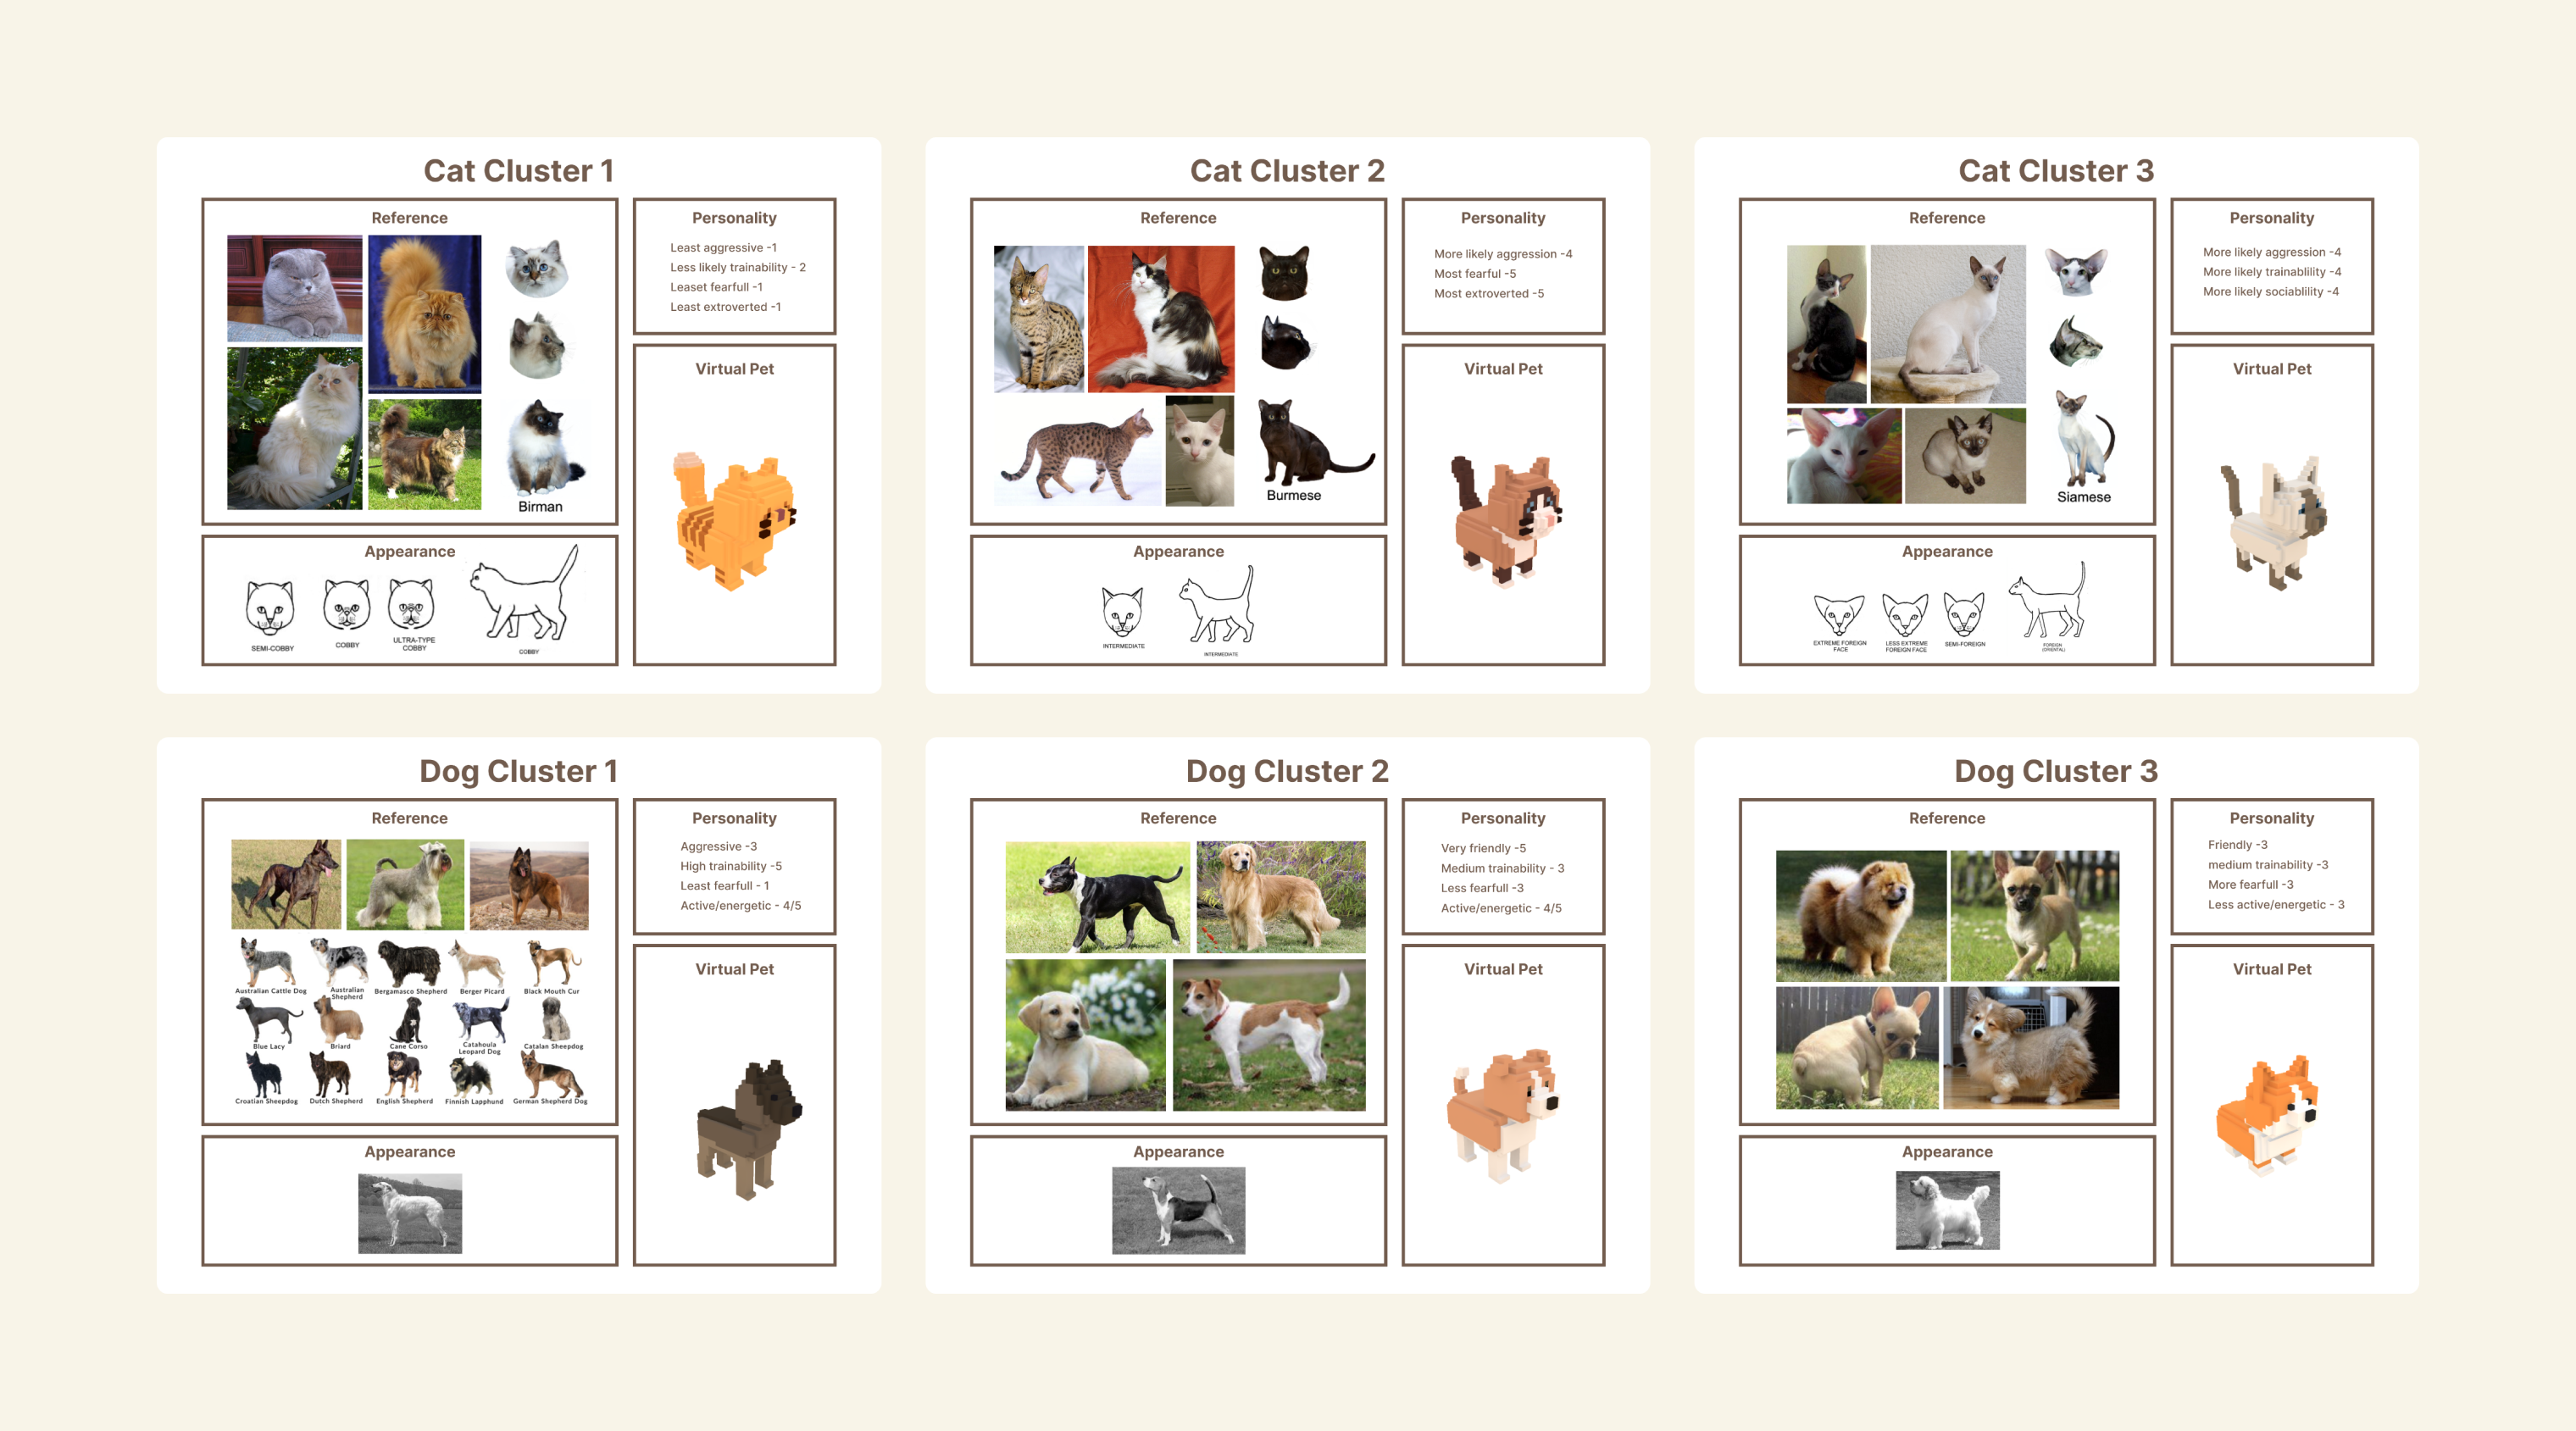 Cat Cluster 1
Reference
Birman
Personality
Least aggressive -1
Less likely trainability - 2
Leaset fearfull -1
Least extroverted -1
Virtual Pet
Appearance
SEMI-COBBY
COBBY
ULTRA-TYPE
COBBY
COBBY
Cat Cluster 2
Reference
Burmese
Personality
More likely aggression -4
Most fearful -5
Most extroverted -5
Virtual Pet
Appearance
INTERMEDIATE
INTERMEDIATE
Cat Cluster 3
Reference
Siamese
Personality
More likely aggression -4
More likely trainablility -4
More likely sociablility -4
Virtual Pet
Appearance
EXTREME FOREIGN
FACE
LESS EXTREME
FOREIGN FACE
SEMI-FOREIGN
FOREIGN
(ORIENTAL)
Dog Cluster 1
Reference
Australian Cattle Dog
Australian
Shepherd
Bergamasco Shepherd
Berger Picard
Black Mouth Cur
Blue Lacy
Briard
Cane Corso
Catahoula
Leopard Dog
Catalan Sheepdog
Croatian Sheepdog
Dutch Shepherd
English Shepherd
Finnish Lapphund
German Shepherd Dog
Personality
Aggressive -3
High trainability -5
Least fearfull - 1
Active/energetic - 4/5
Virtual Pet
Appearance
Dog Cluster 2
Reference
Personality
Very friendly -5
Medium trainability - 3
Less fearfull -3
Active/energetic - 4/5
Virtual Pet
Appearance
Dog Cluster 3
Reference
Personality
Friendly -3
medium trainability -3
More fearfull -3
Less active/energetic - 3
Virtual Pet
Appearance